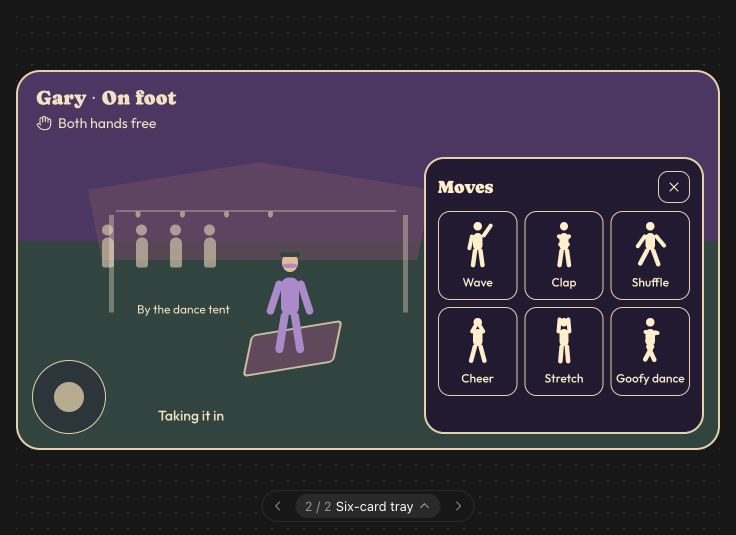 Gary · On foot
Both hands free
Moves
Wave
Clap
Shuffle
By the dance tent
Cheer
Stretch
Goofy dance
Taking it in
2 / 2 Six-card tray